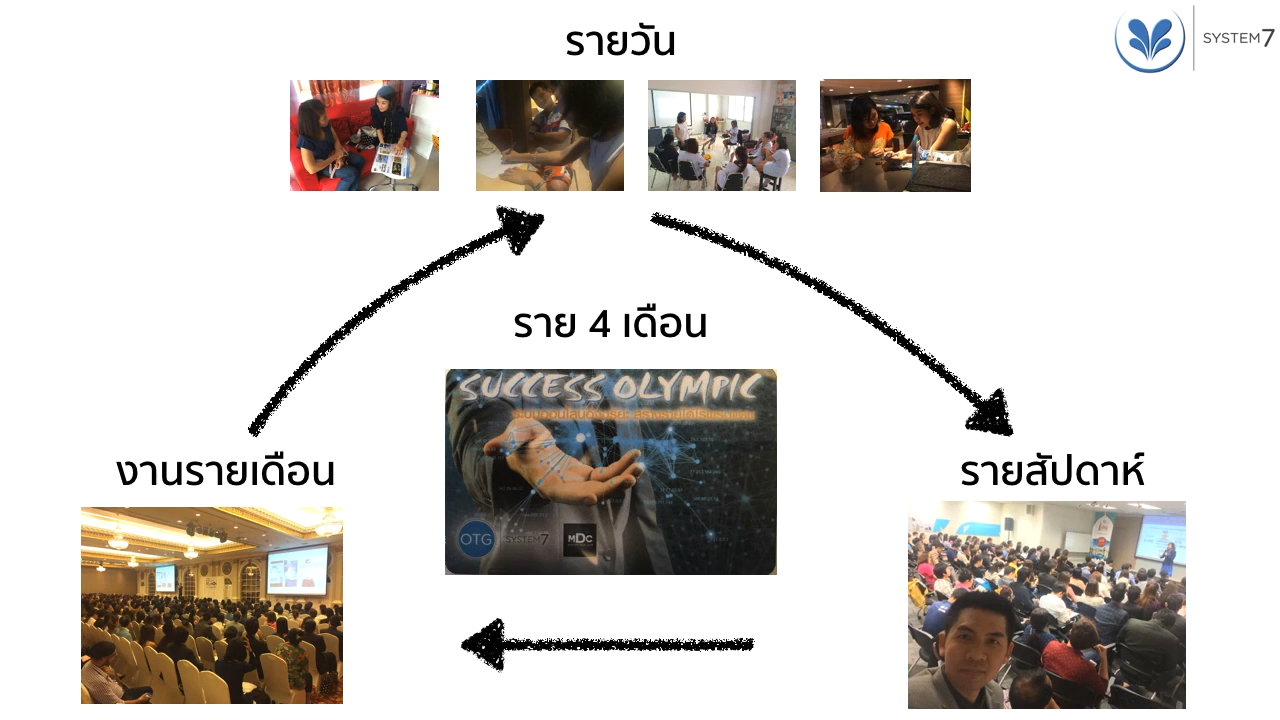 รายวัน
SYSTEM7
ราย 4 เดือน
SUCCESS OLYMPIC
งานรายเดือน
รายสัปดาห์
OTG
SYSTEM7
MDC